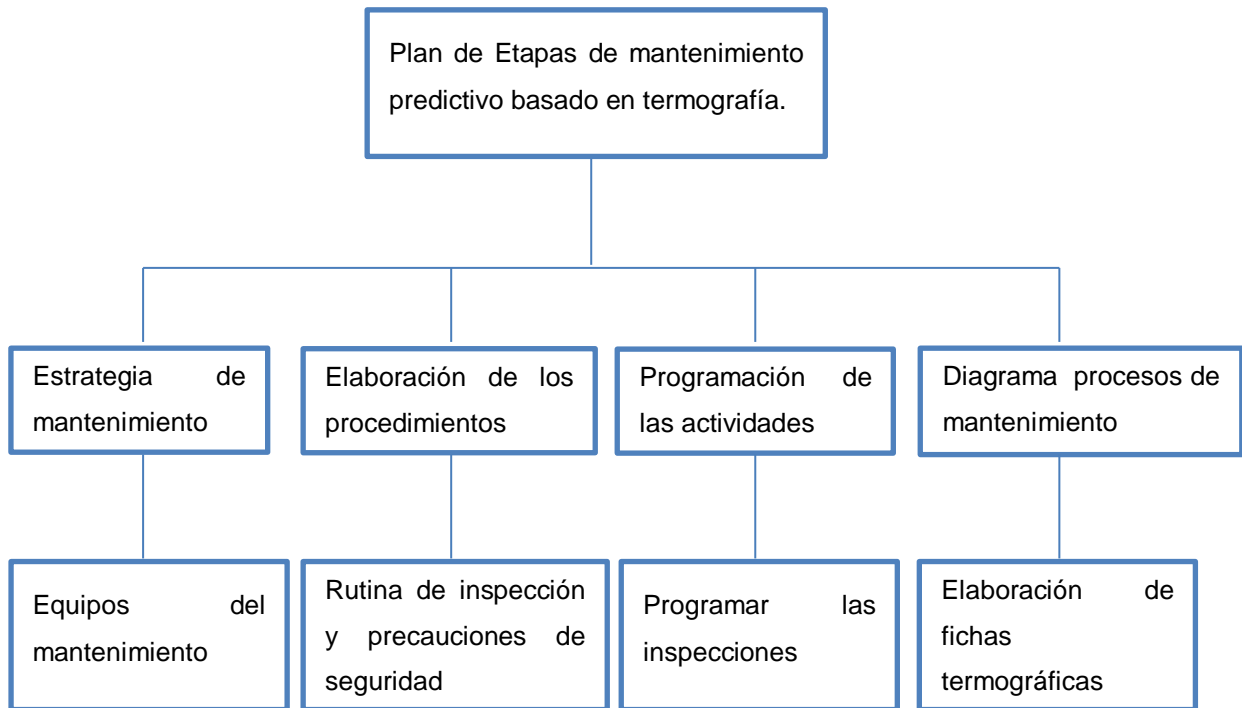 Plan de Etapas de mantenimiento
predictivo basado en termografía.
Estrategia de
mantenimiento
Elaboración de los
procedimientos
Programación de
las actividades
Diagrama procesos de
mantenimiento
Equipos del
mantenimiento
Rutina de inspección
y precauciones de
seguridad
Programar las
inspecciones
Elaboración de
fichas
termográficas